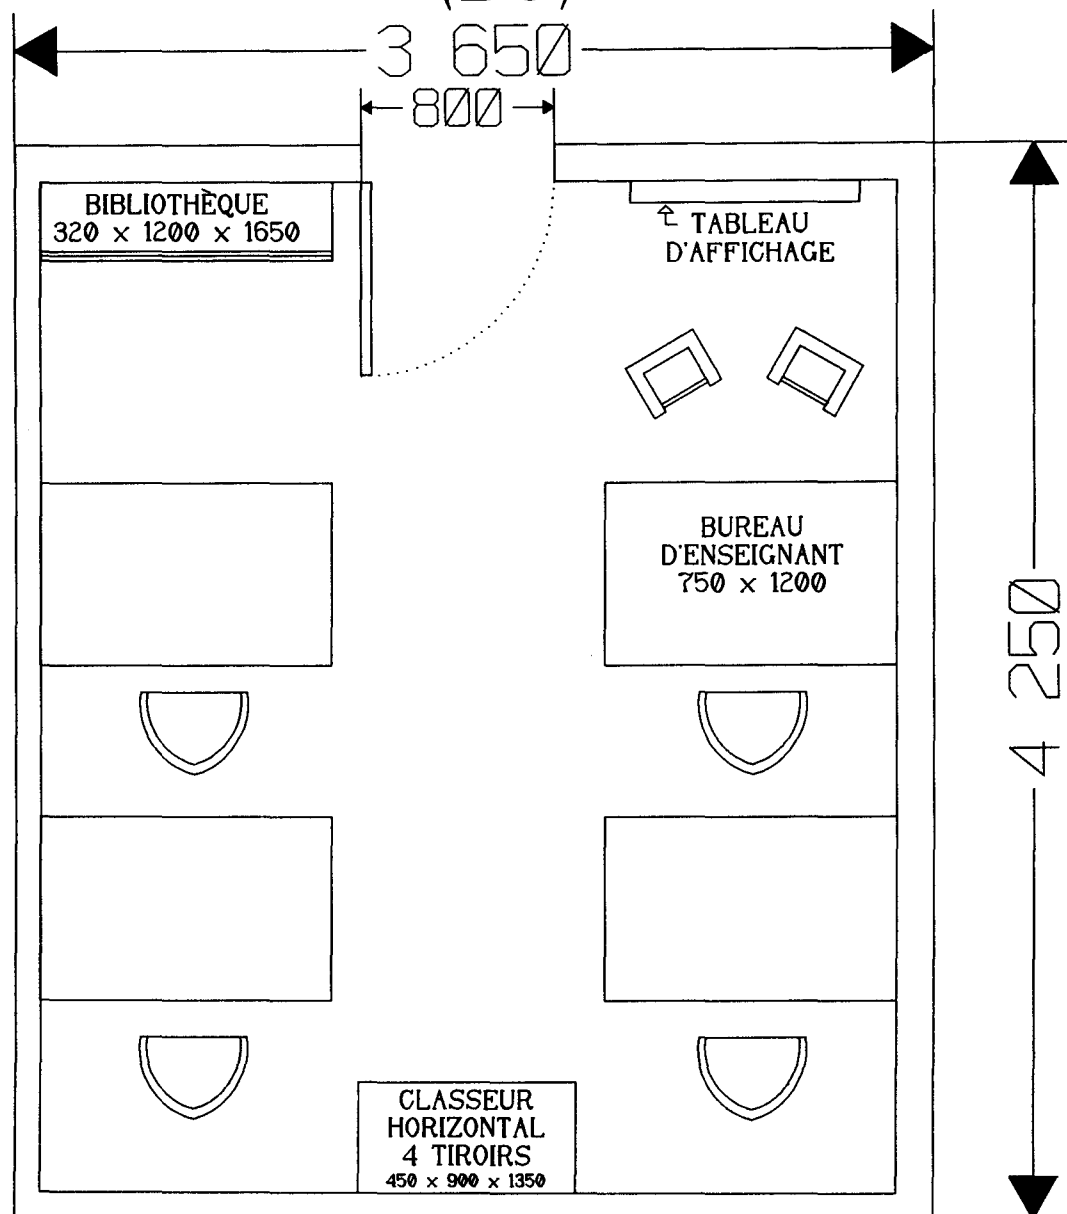 3 650
800
BIBLIOTHÈQUE
320 x 1200 x 1650
TABLEAU
D'AFFICHAGE
BUREAU
D'ENSEIGNANT
750 x 1200
4 250
CLASSEUR
HORIZONTAL
4 TIROIRS
450 x 900 x 1350